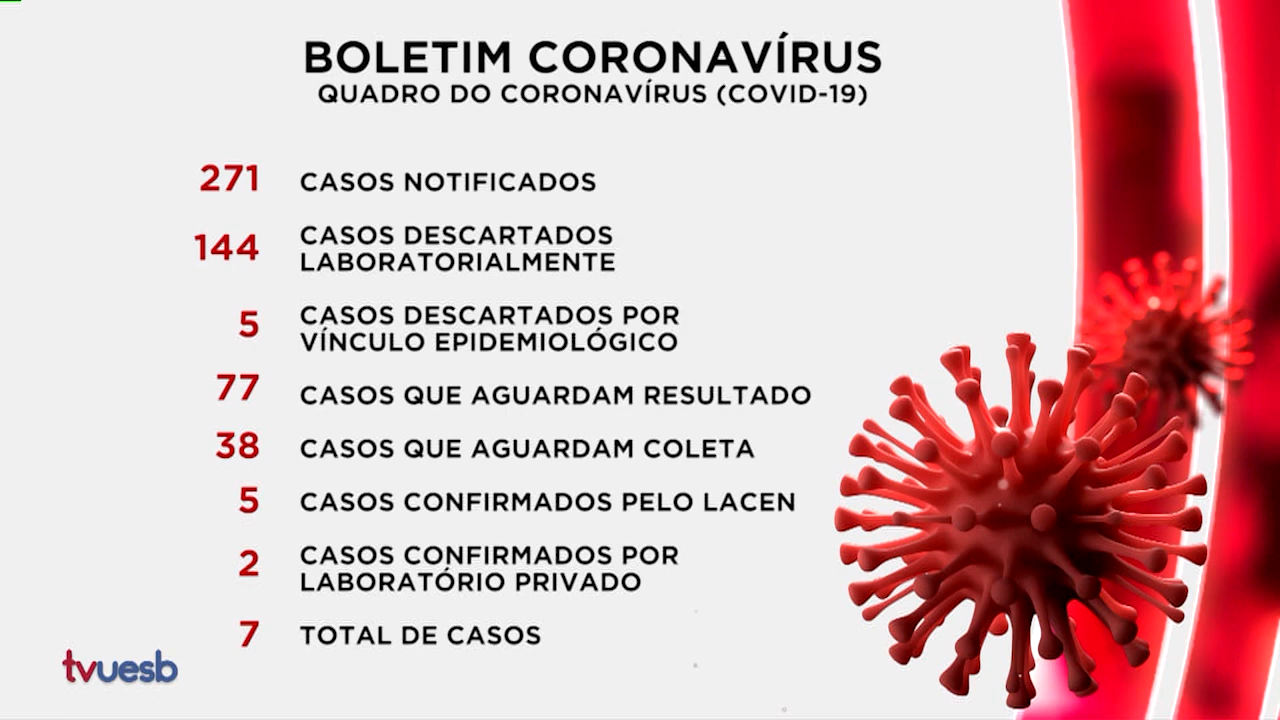 BOLETIM CORONAVÍRUS
QUADRO DO CORONAVÍRUS (COVID-19)
271 CASOS NOTIFICADOS
144 CASOS DESCARTADOS
LABORATORIALMENTE
5 CASOS DESCARTADOS POR
VÍNCULO EPIDEMIOLÓGICO
77 CASOS QUE AGUARDAM RESULTADO
38 CASOS QUE AGUARDAM COLETA
5 CASOS CONFIRMADOS PELO LACEN
2 CASOS CONFIRMADOS POR
LABORATÓRIO PRIVADO
7 TOTAL DE CASOS
tvuesb